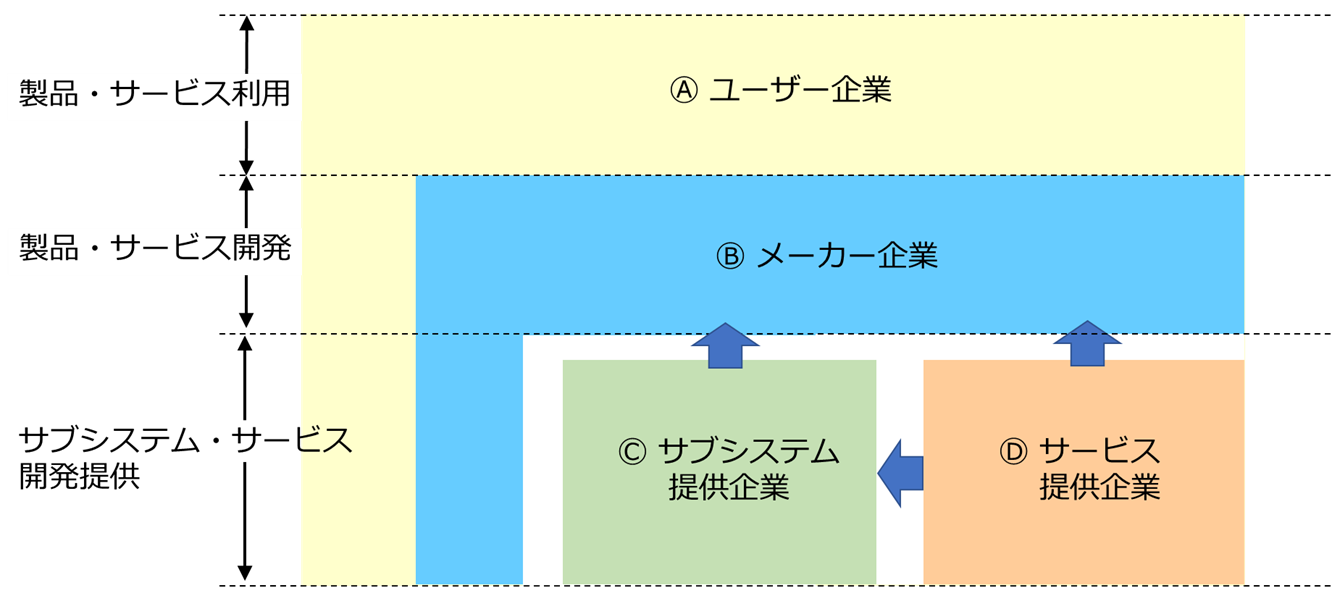 製品・サービス利用
Ⓐ ユーザー企業
製品・サービス開発
Ⓑ メーカー企業
サブシステム・サービス
開発提供
Ⓒ サブシステム
提供企業
Ⓓ サービス
提供企業